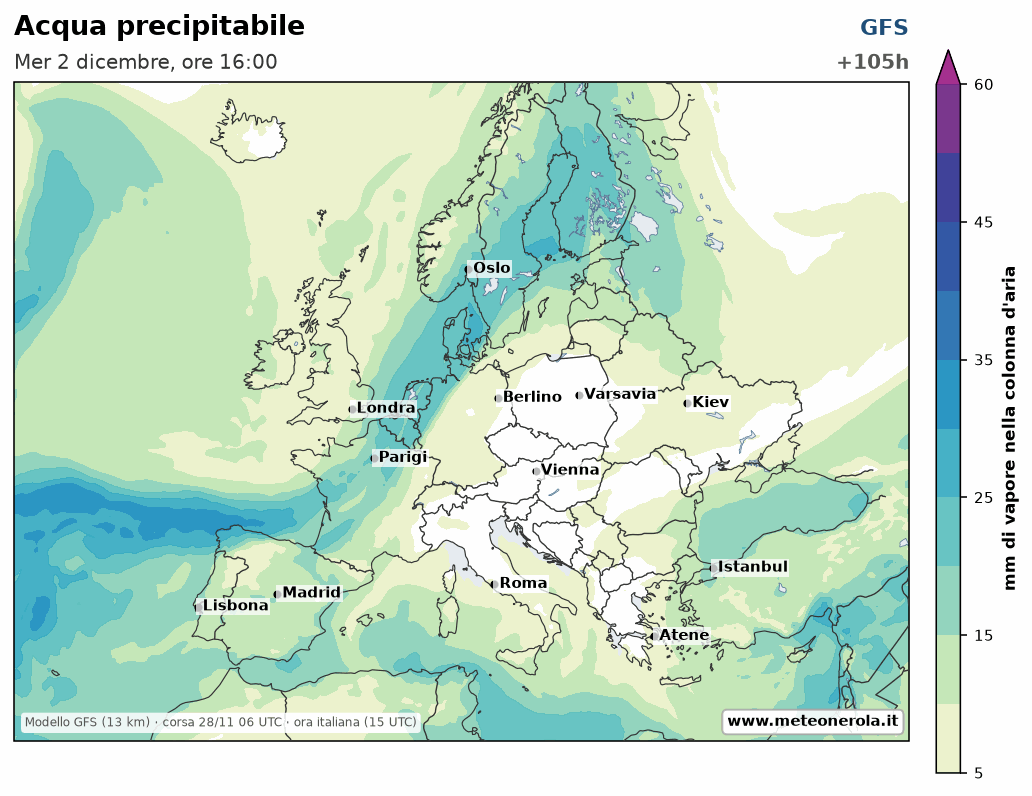 Acqua precipitabile
GFS
Mer 2 dicembre, ore 16:00
+105h
60
45
35
25
15
5
mm di vapore nella colonna d'aria
Oslo
Londra
Berlino
Varsavia
Kiev
Parigi
Vienna
Istanbul
Roma
Madrid
Lisbona
Atene
Modello GFS (13 km) · corsa 28/11 06 UTC · ora italiana (15 UTC)
www.meteonerola.it